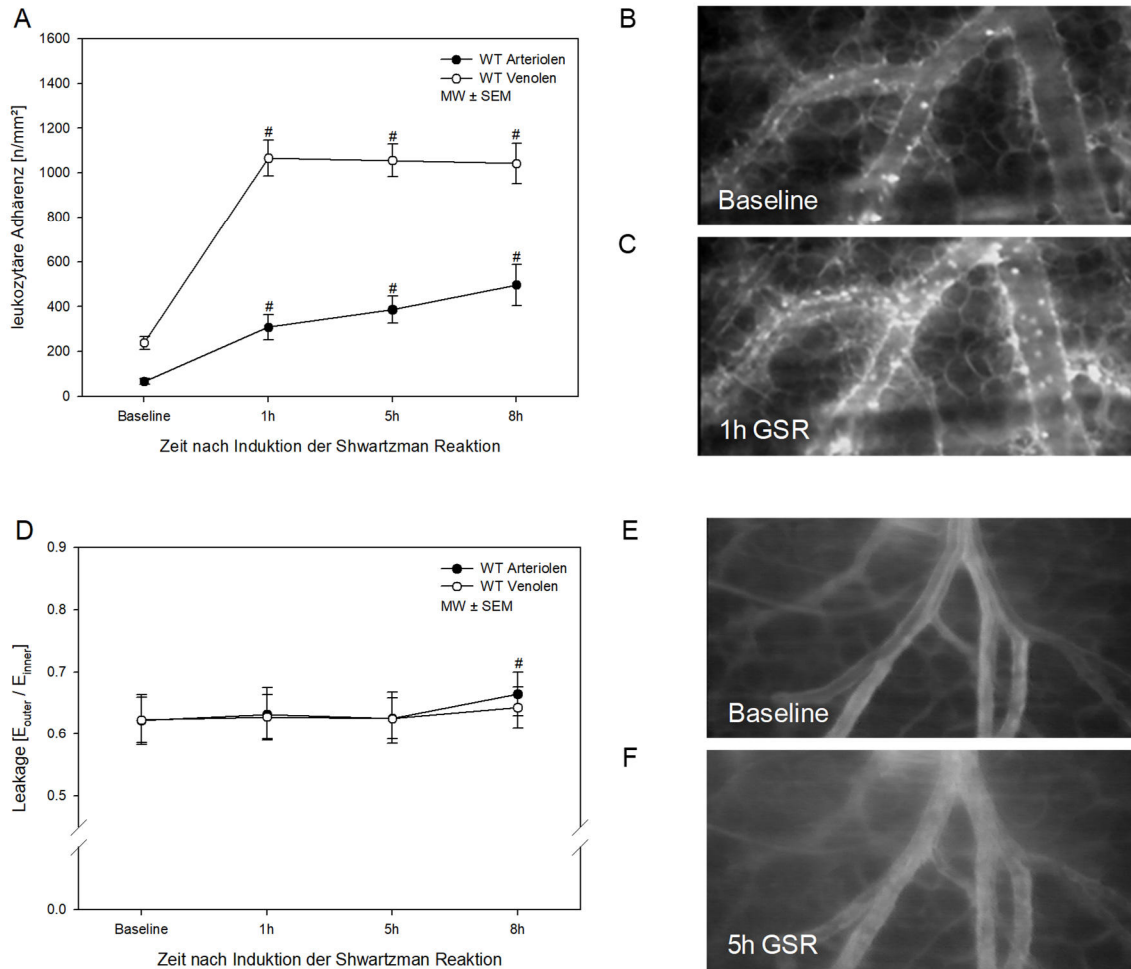 A
1600
1400
1200
1000
800
600
400
200
0
leukozytäre Adhärenz [n/mm²]
WT Arteriolen
WT Venolen
MW ± SEM
# # #
# # #
Baseline 1h 5h 8h
Zeit nach Induktion der Shwartzman Reaktion
B
Baseline
C
1h GSR
D
0.9
0.8
0.7
0.6
0.5
0.0
Leakage [E outer / E inner]
WT Arteriolen
WT Venolen
MW ± SEM
#
Baseline 1h 5h 8h
Zeit nach Induktion der Shwartzman Reaktion
E
Baseline
F
5h GSR